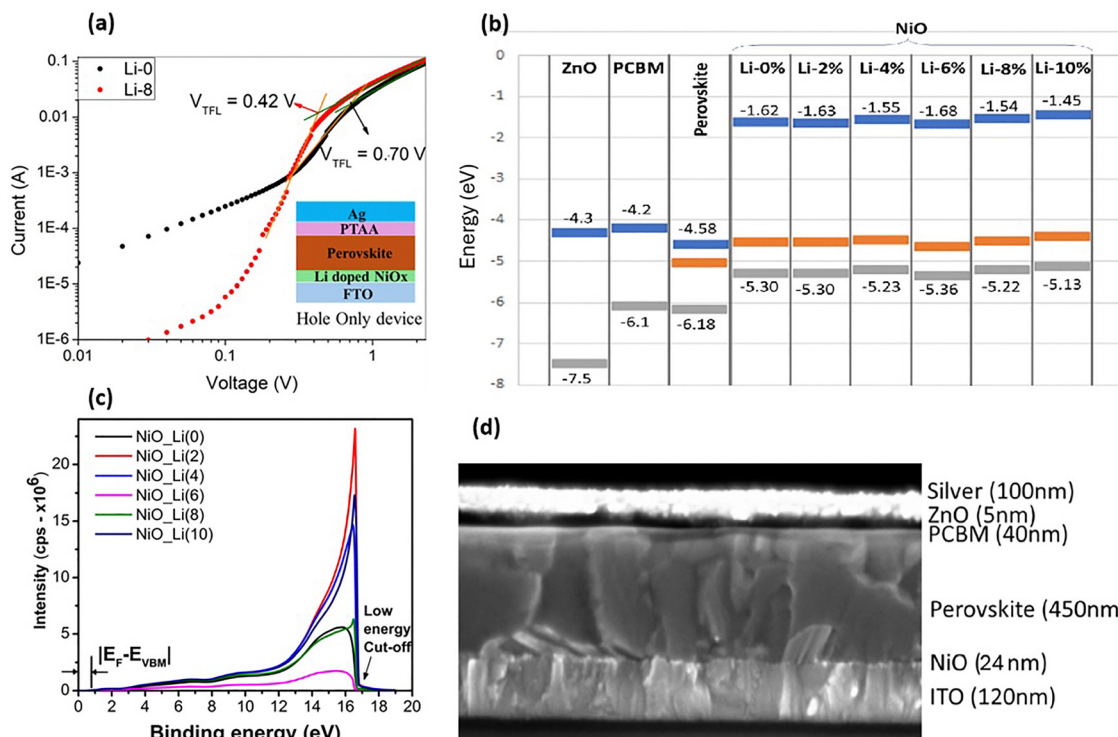 (a)
0.1
0.01
1E-3
1E-4
1E-5
1E-6
0.01
0.1
1
Current (A)
Voltage (V)
Li-0
Li-8
VTFL = 0.42 V
VTFL = 0.70 V
Ag
PTAA
Perovskite
Li doped NiOx
FTO
Hole Only device
(b)
NiO
0
-1
-2
-3
-4
-5
-6
-7
-8
Energy (eV)
ZnO
PCBM
Perovskite
Li-0%
Li-2%
Li-4%
Li-6%
Li-8%
Li-10%
-1.62
-1.63
-1.55
-1.68
-1.54
-1.45
-4.3
-4.2
-4.58
-5.30
-5.30
-5.23
-5.36
-5.22
-5.13
-6.1
-6.18
-7.5
(c)
NiO_Li(0)
NiO_Li(2)
NiO_Li(4)
NiO_Li(6)
NiO_Li(8)
NiO_Li(10)
20
15
10
5
0
Intensity (cps - x10⁶)
|EF-EVBM|
Low
energy
Cut-off
0 2 4 6 8 10 12 14 16 18 20
Binding energy (eV)
(d)
Silver (100nm)
ZnO (5nm)
PCBM (40nm)
Perovskite (450nm
NiO (24 nm)
ITO (120nm)